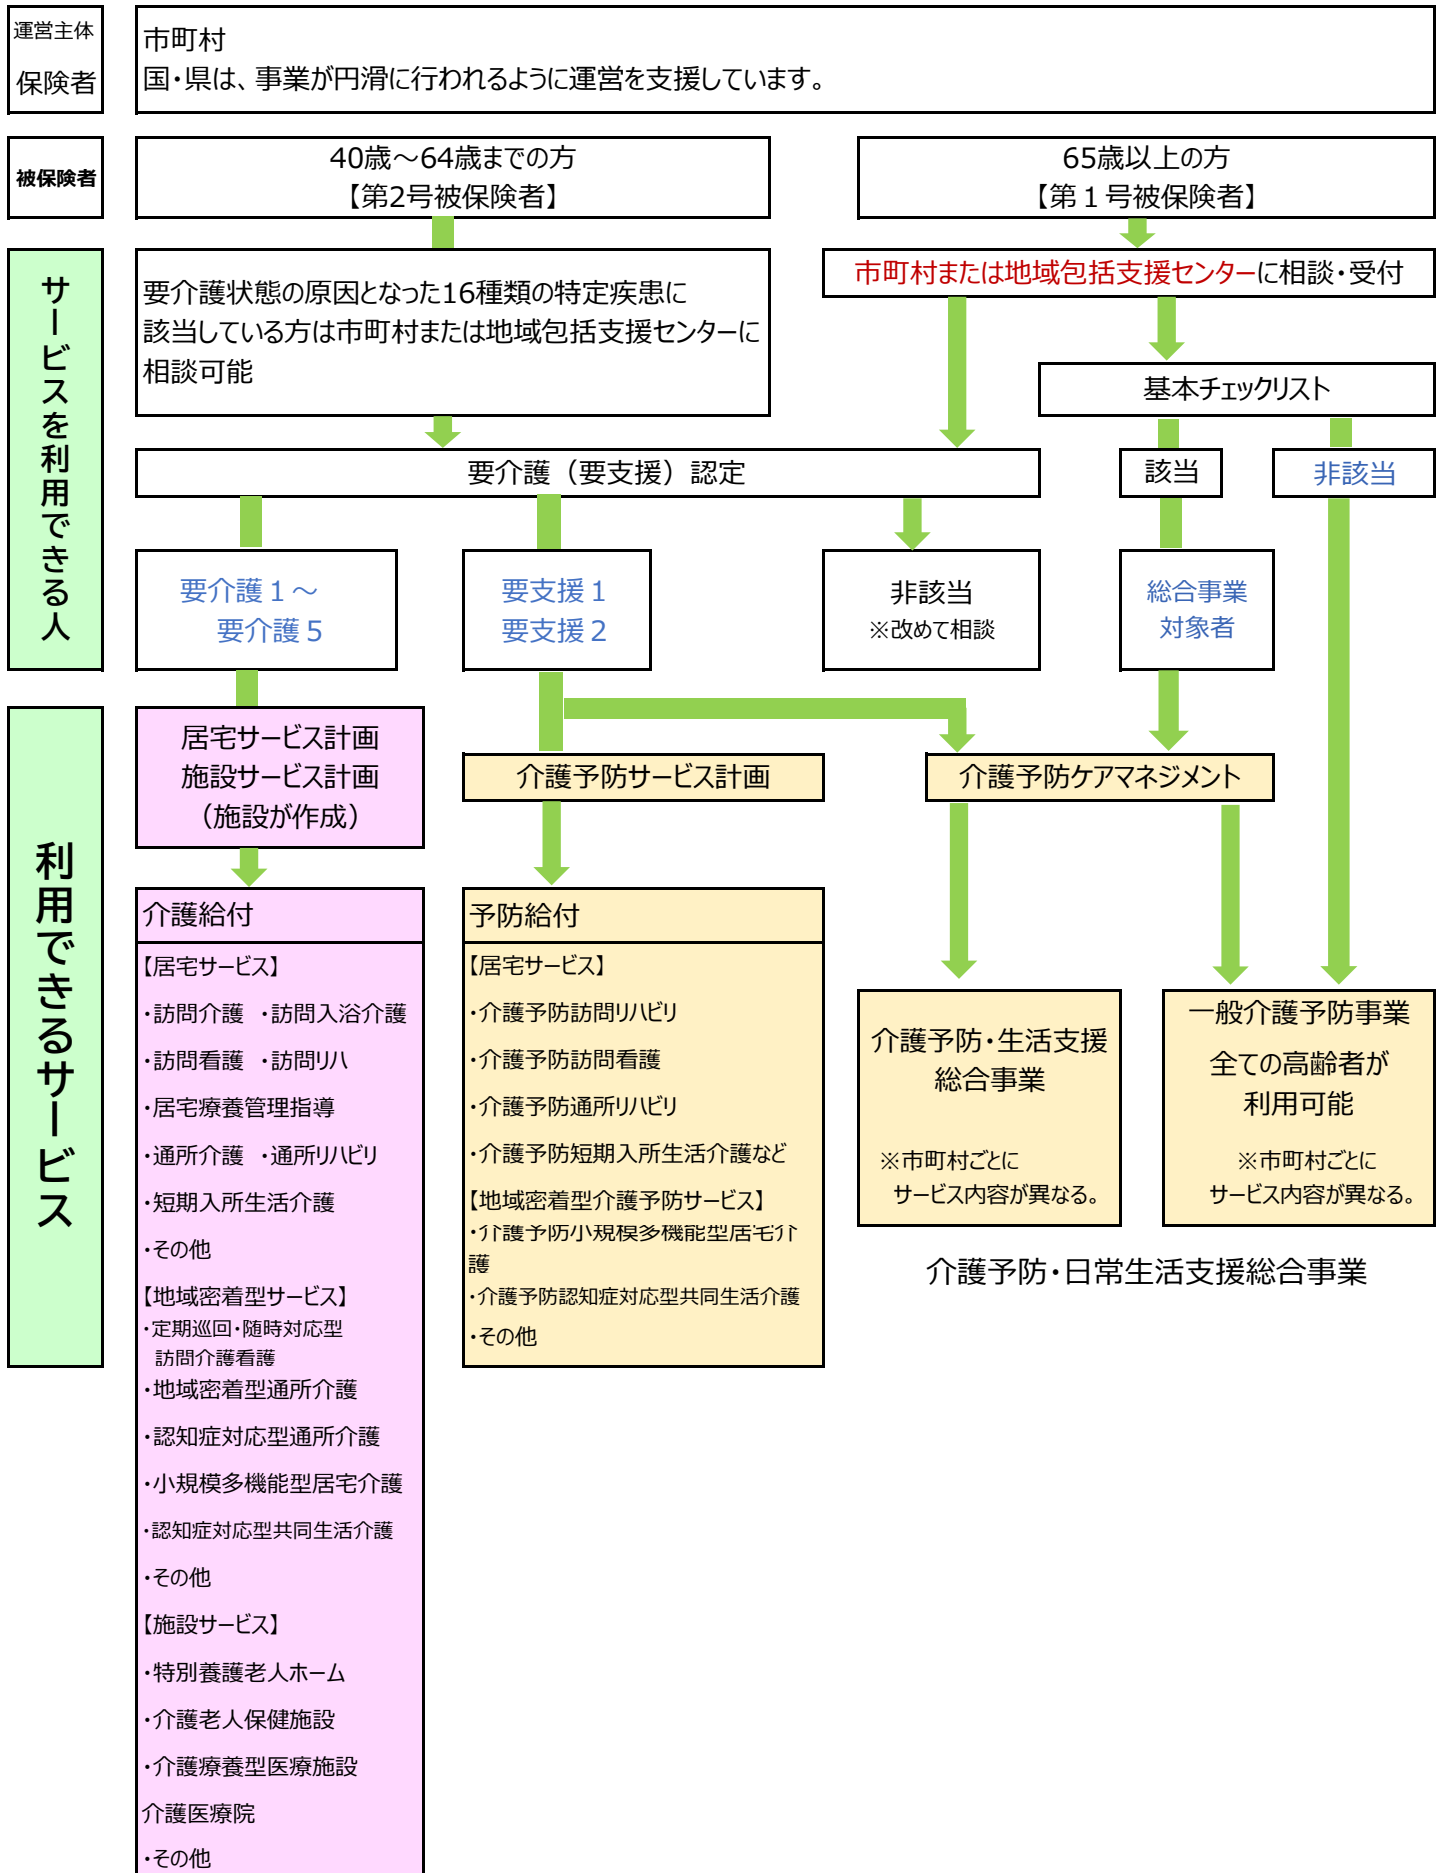 運営主体
保険者
市町村
国・県は、事業が円滑に行われるように運営を支援しています。
被保険者
40歳～64歳までの方
【第2号被保険者】
65歳以上の方
【第１号被保険者】
サービスを利用できる人
要介護状態の原因となった16種類の特定疾患に
該当している方は市町村または地域包括支援センターに
相談可能
市町村または地域包括支援センターに相談・受付
基本チェックリスト
要介護（要支援）認定
該当
非該当
要介護１～
要介護５
要支援１
要支援２
非該当
※改めて相談
総合事業
対象者
利用できるサービス
居宅サービス計画
施設サービス計画
（施設が作成）
介護予防サービス計画
介護予防ケアマネジメント
介護給付
【居宅サービス】
・訪問介護　・訪問入浴介護
・訪問看護　・訪問リハ
・居宅療養管理指導
・通所介護　・通所リハビリ
・短期入所生活介護
・その他
【地域密着型サービス】
・定期巡回・随時対応型
訪問介護看護
・地域密着型通所介護
・認知症対応型通所介護
・小規模多機能型居宅介護
・認知症対応型共同生活介護
・その他
【施設サービス】
・特別養護老人ホーム
・介護老人保健施設
・介護療養型医療施設
介護医療院
・その他
予防給付
【居宅サービス】
・介護予防訪問リハビリ
・介護予防訪問看護
・介護予防通所リハビリ
・介護予防短期入所生活介護など
【地域密着型介護予防サービス】
・介護予防小規模多機能型居宅介
護
・介護予防認知症対応型共同生活介護
・その他
介護予防・生活支援
総合事業
※市町村ごとに
サービス内容が異なる。
一般介護予防事業
全ての高齢者が
利用可能
※市町村ごとに
サービス内容が異なる。
介護予防・日常生活支援総合事業